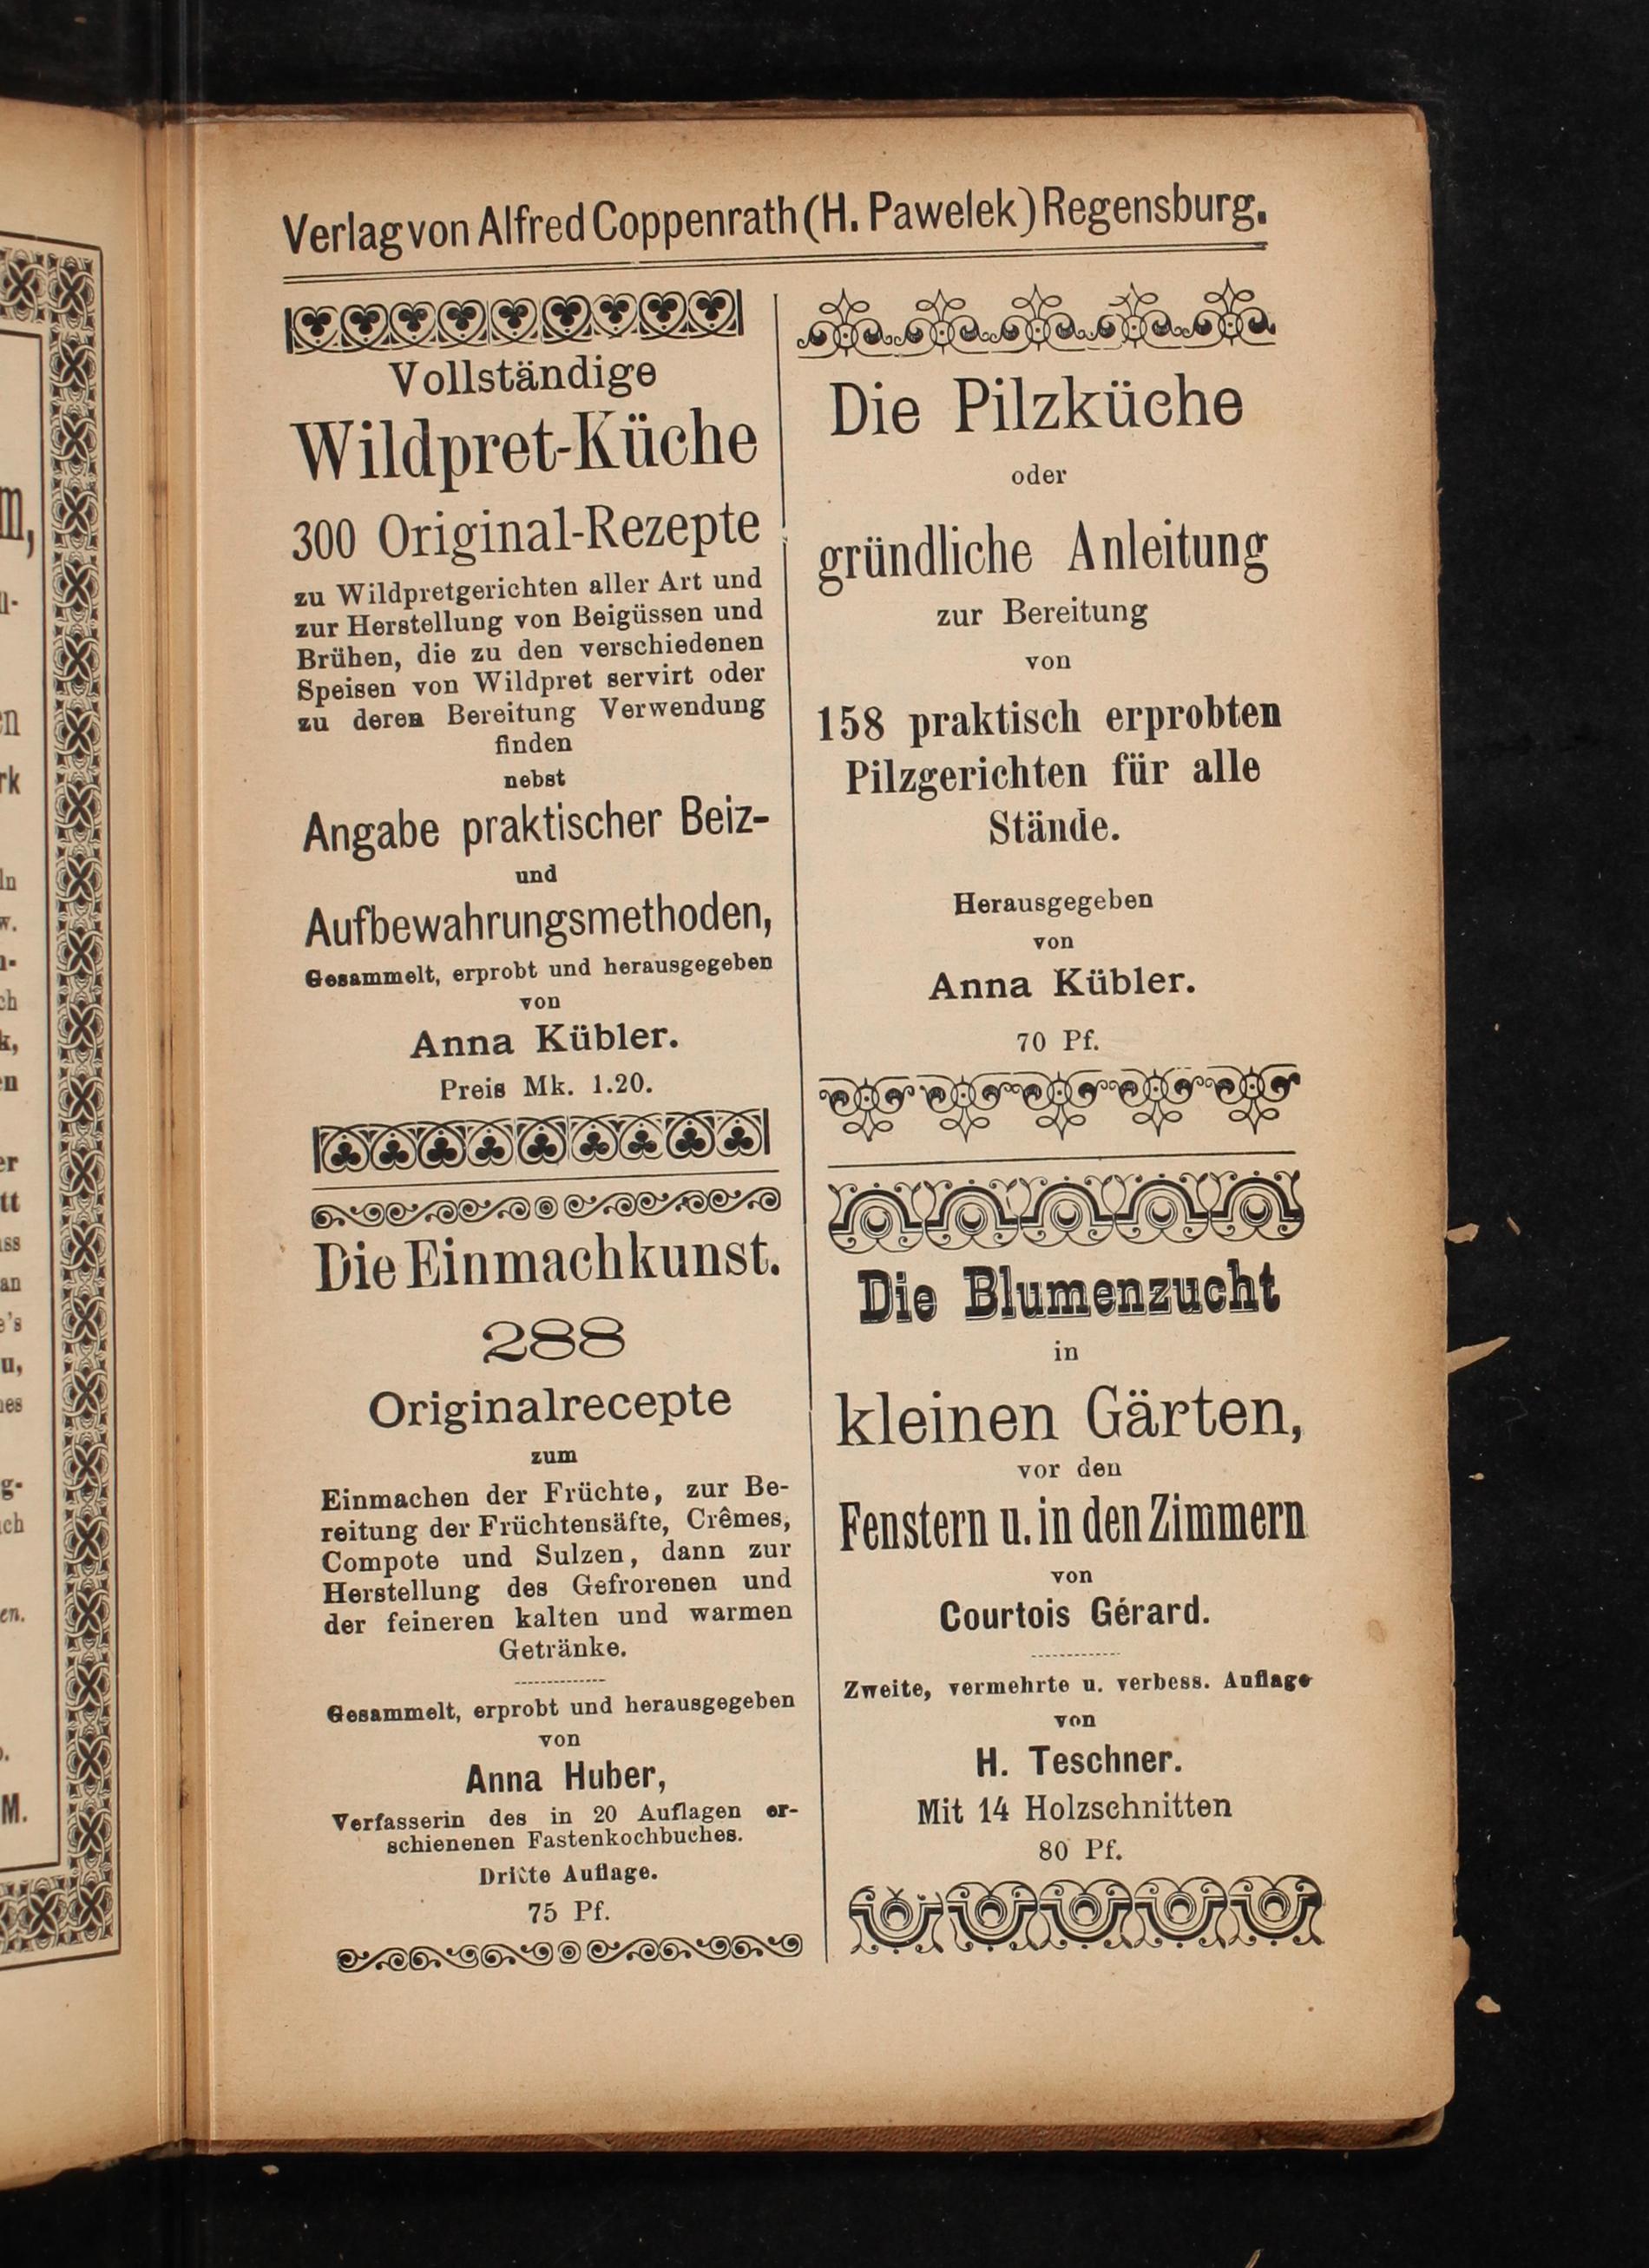 Verlag von Alfred Coppenrath (H. Pawelek) Regensburg.
Vollständige
Wildpret-Küche
300 Original-Rezepte
zu Wildpretgerichten aller Art und
zur Herstellung von Beigüssen und
Brühen, die zu den verschiedenen
Speisen von Wildpret servirt oder
zu deren Bereitung Verwendung
finden
nebst
Angabe praktischer Beiz-
und
Aufbewahrungsmethoden,
Gesammelt, erprobt und herausgegeben
von
Anna Kübler.
Preis Mk. 1.20.
Die Einmachkunst.
288
Originalrecepte
zum
Einmachen der Früchte, zur Be-
reitung der Früchtensäfte, Crêmes,
Compote und Sulzen, dann zur
Herstellung des Gefrorenen und
der feineren kalten und warmen
Getränke.
Gesammelt, erprobt und herausgegeben
von
Anna Huber,
Verfasserin des in 20 Auflagen er-
schienenen Fastenkochbuches.
Dritte Auflage.
75 Pf.
Die Pilzküche
oder
gründliche Anleitung
zur Bereitung
von
158 praktisch erprobten
Pilzgerichten für alle
Stände.
Herausgegeben
von
Anna Kübler.
70 Pf.
Die Blumenzucht
in
kleinen Gärten,
vor den
Fenstern u. in den Zimmern
von
Courtois Gérard.
Zweite, vermehrte u. verbess. Auflage
von
H. Teschner.
Mit 14 Holzschnitten
80 Pf.